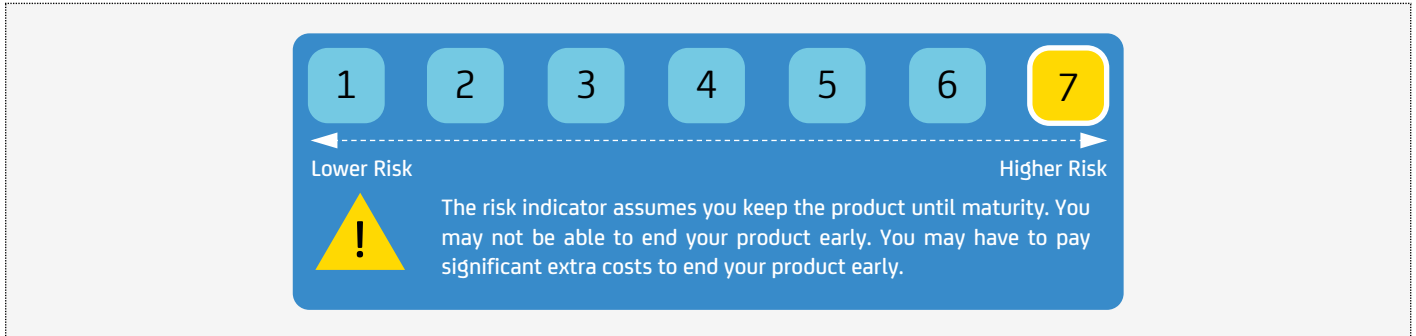 1 2 3 4 5 6 7
Lower Risk Higher Risk
! The risk indicator assumes you keep the product until maturity. You
may not be able to end your product early. You may have to pay
significant extra costs to end your product early.